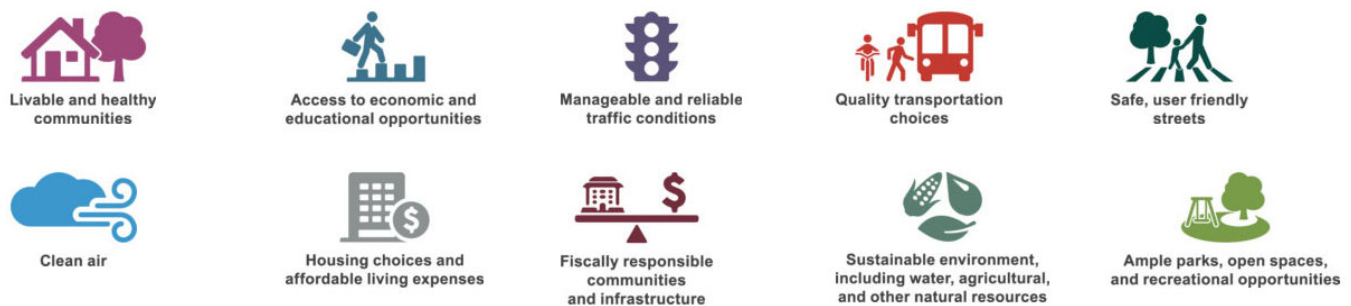 Livable and healthy
communities
Access to economic and
educational opportunities
Manageable and reliable
traffic conditions
Quality transportation
choices
Safe, user friendly
streets
Clean air
Housing choices and
affordable living expenses
$
Fiscally responsible
communities
and infrastructure
$
Sustainable environment,
including water, agricultural,
and other natural resources
Ample parks, open spaces,
and recreational opportunities